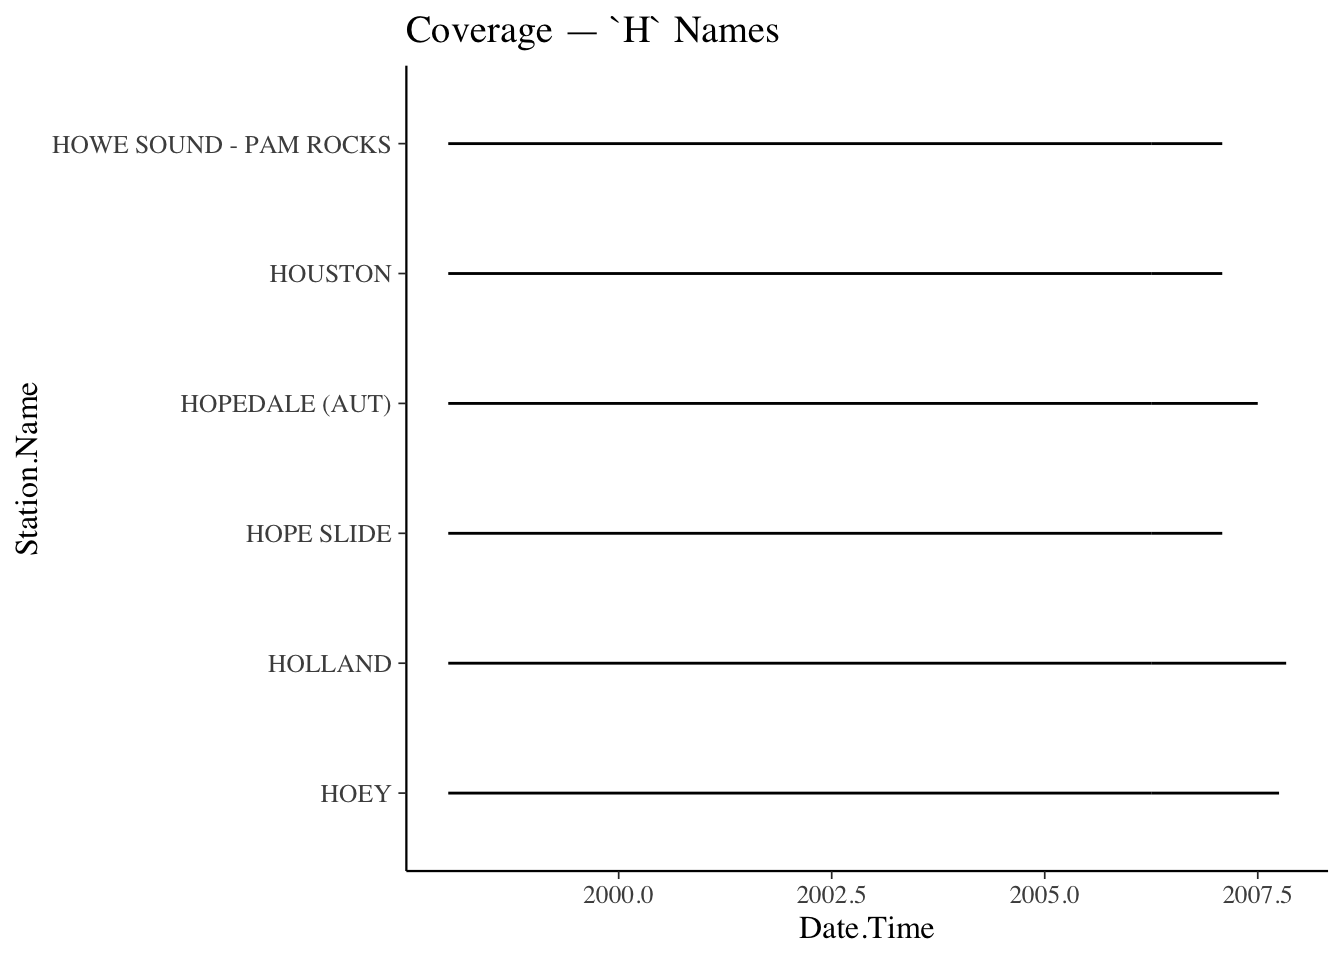 Coverage — `H` Names
HOWE SOUND - PAM ROCKS
HOUSTON
HOPEDALE (AUT)
HOPE SLIDE
HOLLAND
HOEY
Station.Name
2000.0 2002.5 2005.0 2007.5
Date.Time